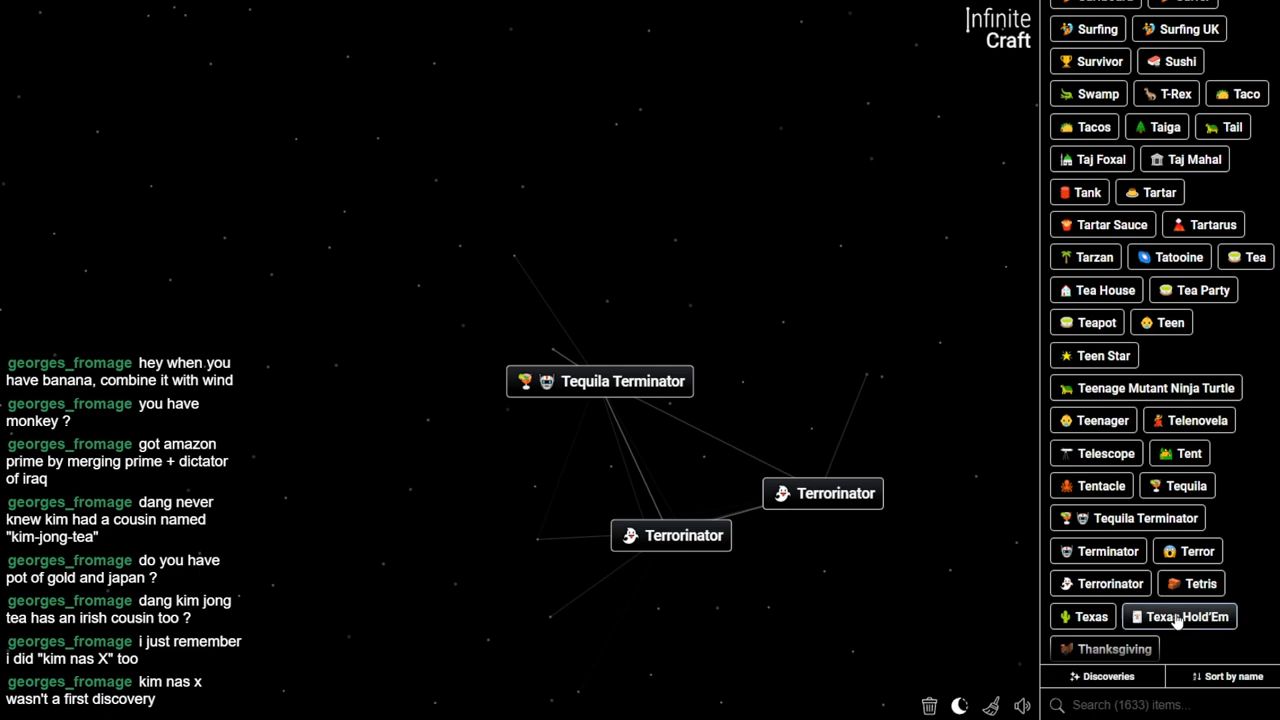 Infinite
Craft
Surfing Surfing UK
Survivor Sushi
Swamp T-Rex Taco
Tacos Taiga Tail
Taj Foxal Taj Mahal
Tank Tartar
Tartar Sauce Tartarus
Tarzan Tatooine Tea
Tea House Tea Party
Teapot Teen
Teen Star
Teenage Mutant Ninja Turtle
Teenager Telenovela
Telescope Tent
Tentacle Tequila
Tequila Terminator
Terminator Terror
Terrorinator Tetris
Texas Texas Hold'Em
Thanksgiving
Discoveries Sort by name
Search (1633) items...
Tequila Terminator
Terrorinator
Terrorinator
georges_fromage hey when you
have banana, combine it with wind
georges_fromage you have
monkey ?
georges_fromage got amazon
prime by merging prime + dictator
of iraq
georges_fromage dang never
knew kim had a cousin named
"kim-jong-tea"
georges_fromage do you have
pot of gold and japan ?
georges_fromage dang kim jong
tea has an irish cousin too ?
georges_fromage i just remember
i did "kim nas X" too
georges_fromage kim nas x
wasn't a first discovery